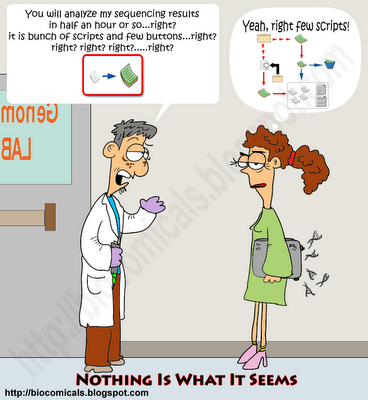 You will analyze my sequencing results
in half an hour or so...right?
it is bunch of scripts and few buttons...right?
right? right? right?.....right?
Yeah, right few scripts!
Genom
LAB
http://biocomicals.blogspot.com
Nothing Is What It Seems
http://biocomicals.blogspot.com